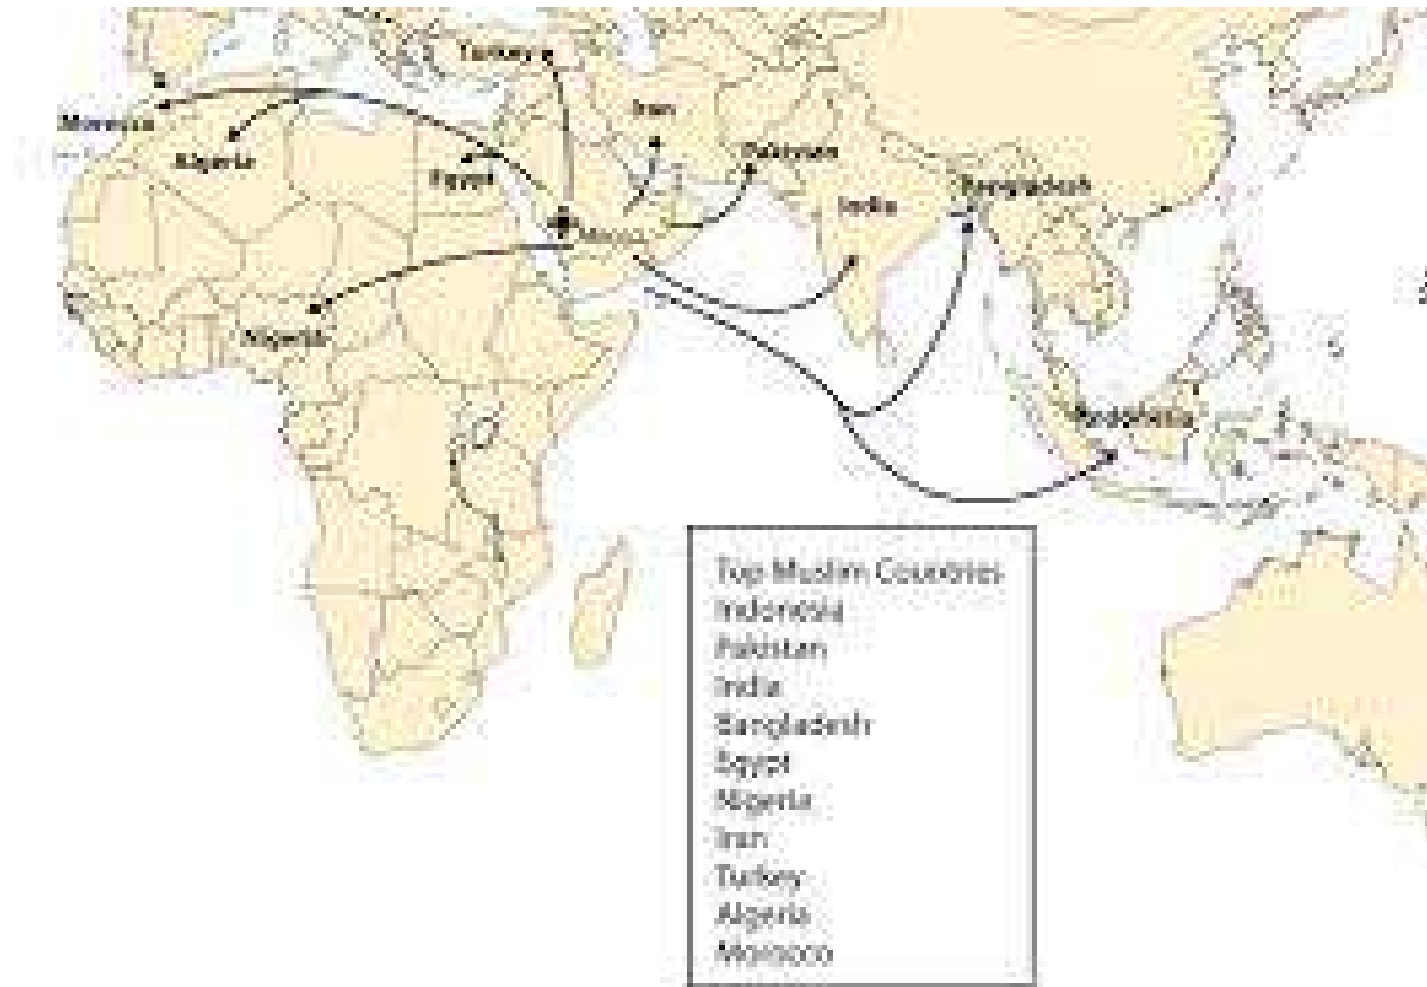 Turkey
Iran
Morocco
Algeria
Pakistan
Egypt
Bangladesh
India
Mecca
Nigeria
Indonesia
Top Muslim Countries
Indonesia
Pakistan
India
Bangladesh
Egypt
Nigeria
Iran
Turkey
Algeria
Morocco